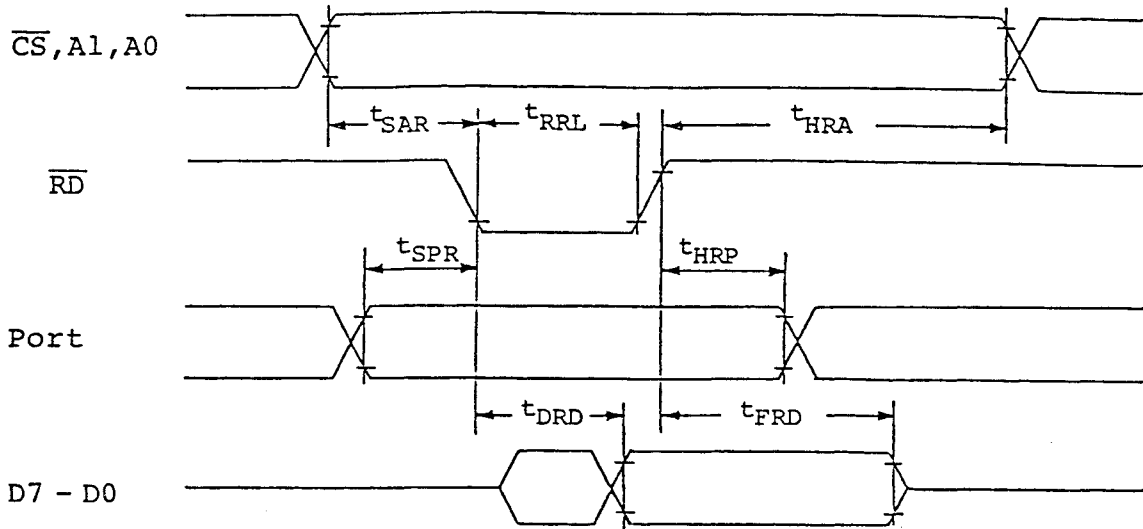 CS,A1,A0
tSAR tRRL tHRA
RD
tSPR tHRP
Port
tDRD tFRD
D7 - D0